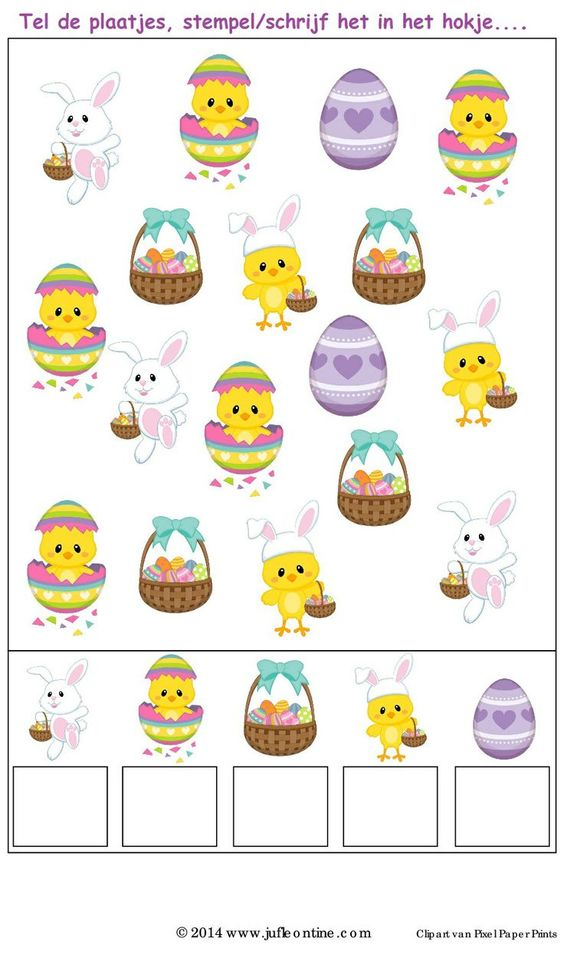 Tel de plaatjes, stempel/schrijf het in het hokje....
© 2014 www.jufleontine.com
Clipart van Pixel Paper Prints